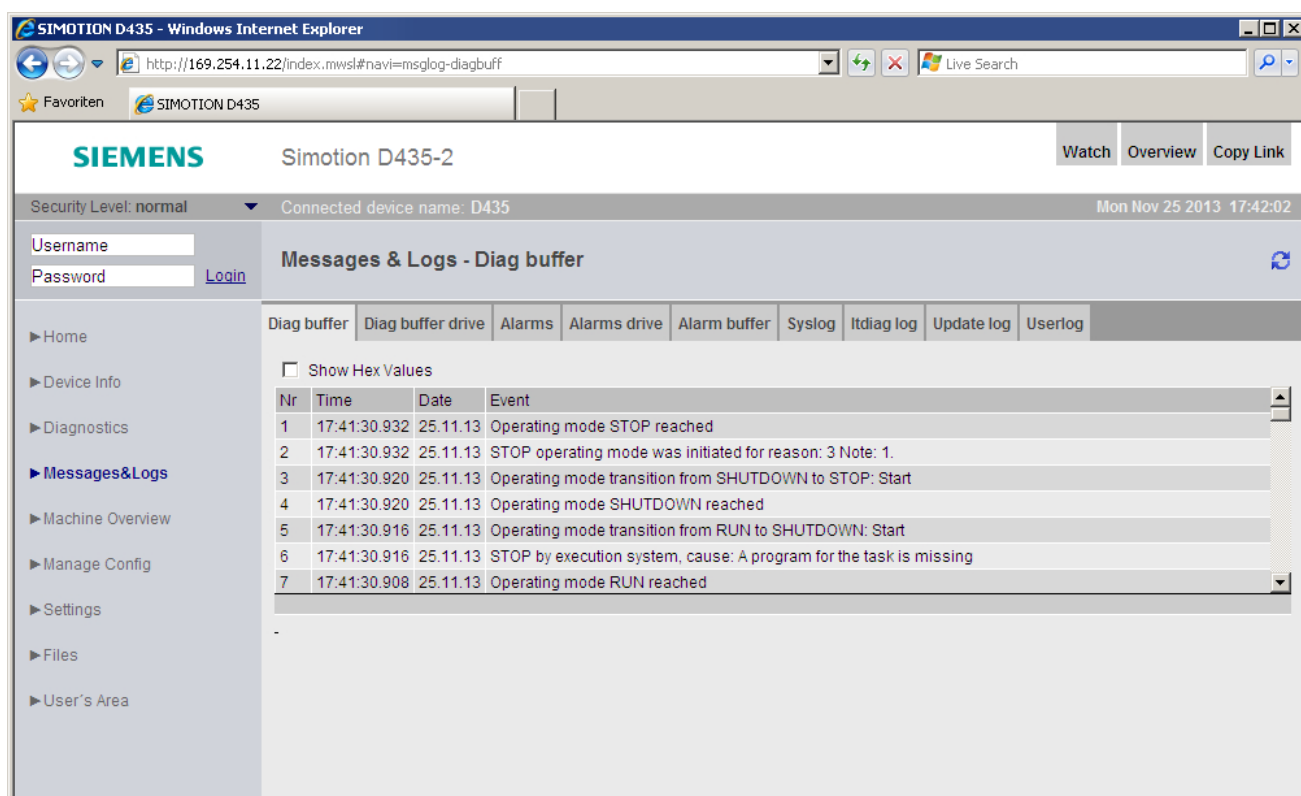 SIMOTION D435 - Windows Internet Explorer
http://169.254.11.22/index.mwsl#navi=msglog-diagbuff
Live Search
Favoriten
SIMOTION D435
SIEMENS
Simotion D435-2
Watch Overview Copy Link
Security Level: normal
Connected device name: D435
Mon Nov 25 2013 17:42:02
Username
Password
Login
Messages & Logs - Diag buffer
Home
Device Info
Diagnostics
Messages&Logs
Machine Overview
Manage Config
Settings
Files
User´s Area
Diag buffer Diag buffer drive Alarms Alarms drive Alarm buffer Syslog Itdiag log Update log Userlog
Show Hex Values
Nr Time Date Event
1 17:41:30.932 25.11.13 Operating mode STOP reached
2 17:41:30.932 25.11.13 STOP operating mode was initiated for reason: 3 Note: 1.
3 17:41:30.920 25.11.13 Operating mode transition from SHUTDOWN to STOP: Start
4 17:41:30.920 25.11.13 Operating mode SHUTDOWN reached
5 17:41:30.916 25.11.13 Operating mode transition from RUN to SHUTDOWN: Start
6 17:41:30.916 25.11.13 STOP by execution system, cause: A program for the task is missing
7 17:41:30.908 25.11.13 Operating mode RUN reached
-